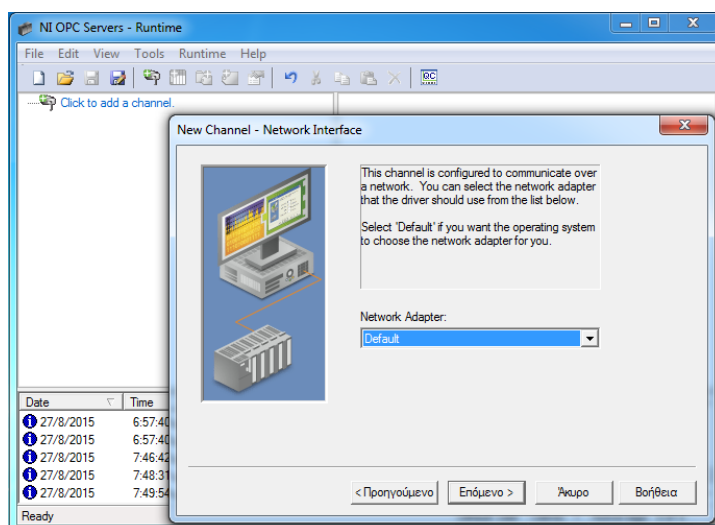 NI OPC Servers - Runtime
File Edit View Tools Runtime Help
QC
Click to add a channel.
New Channel - Network Interface
This channel is configured to communicate over
a network. You can select the network adapter
that the driver should use from the list below.
Select 'Default' if you want the operating system
to choose the network adapter for you.
Network Adapter:
Default
Date Time
27/8/2015 6:57:40
27/8/2015 6:57:40
27/8/2015 7:46:42
27/8/2015 7:48:31
27/8/2015 7:49:54
< Προηγούμενο Επόμενο > Άκυρο Βοήθεια
Ready